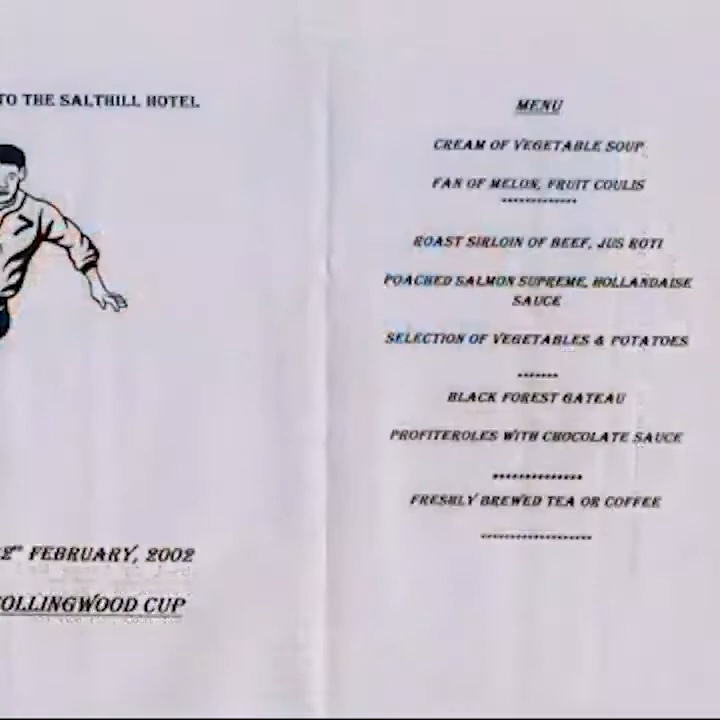 TO THE SALTHILL HOTEL
2ⁿᵈ FEBRUARY, 2002
OLLINGWOOD CUP
MENU
CREAM OF VEGETABLE SOUP
FAN OF MELON, FRUIT COULIS
ROAST SIRLOIN OF BEEF, JUS ROTI
POACHED SALMON SUPREME, HOLLANDAISE
SAUCE
SELECTION OF VEGETABLES & POTATOES
BLACK FOREST GATEAU
PROFITEROLES WITH CHOCOLATE SAUCE
FRESHLY BREWED TEA OR COFFEE